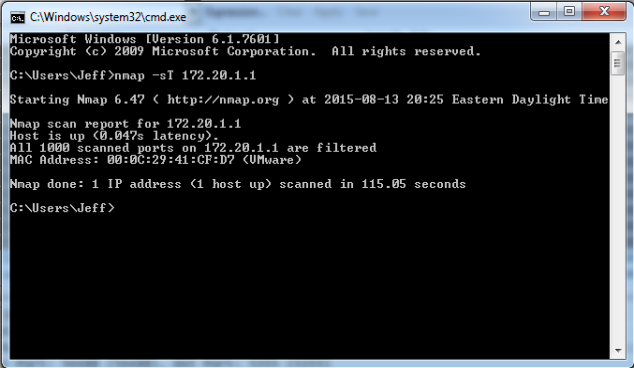 C:\Windows\system32\cmd.exe
Microsoft Windows [Version 6.1.7601]
Copyright (c) 2009 Microsoft Corporation.  All rights reserved.
C:\Users\Jeff>nmap -sT 172.20.1.1
Starting Nmap 6.47 ( http://nmap.org ) at 2015-08-13 20:25 Eastern Daylight Time
Nmap scan report for 172.20.1.1
Host is up (0.047s latency).
All 1000 scanned ports on 172.20.1.1 are filtered
MAC Address: 00:0C:29:41:CF:D7 (VMware)
Nmap done: 1 IP address (1 host up) scanned in 115.05 seconds
C:\Users\Jeff>